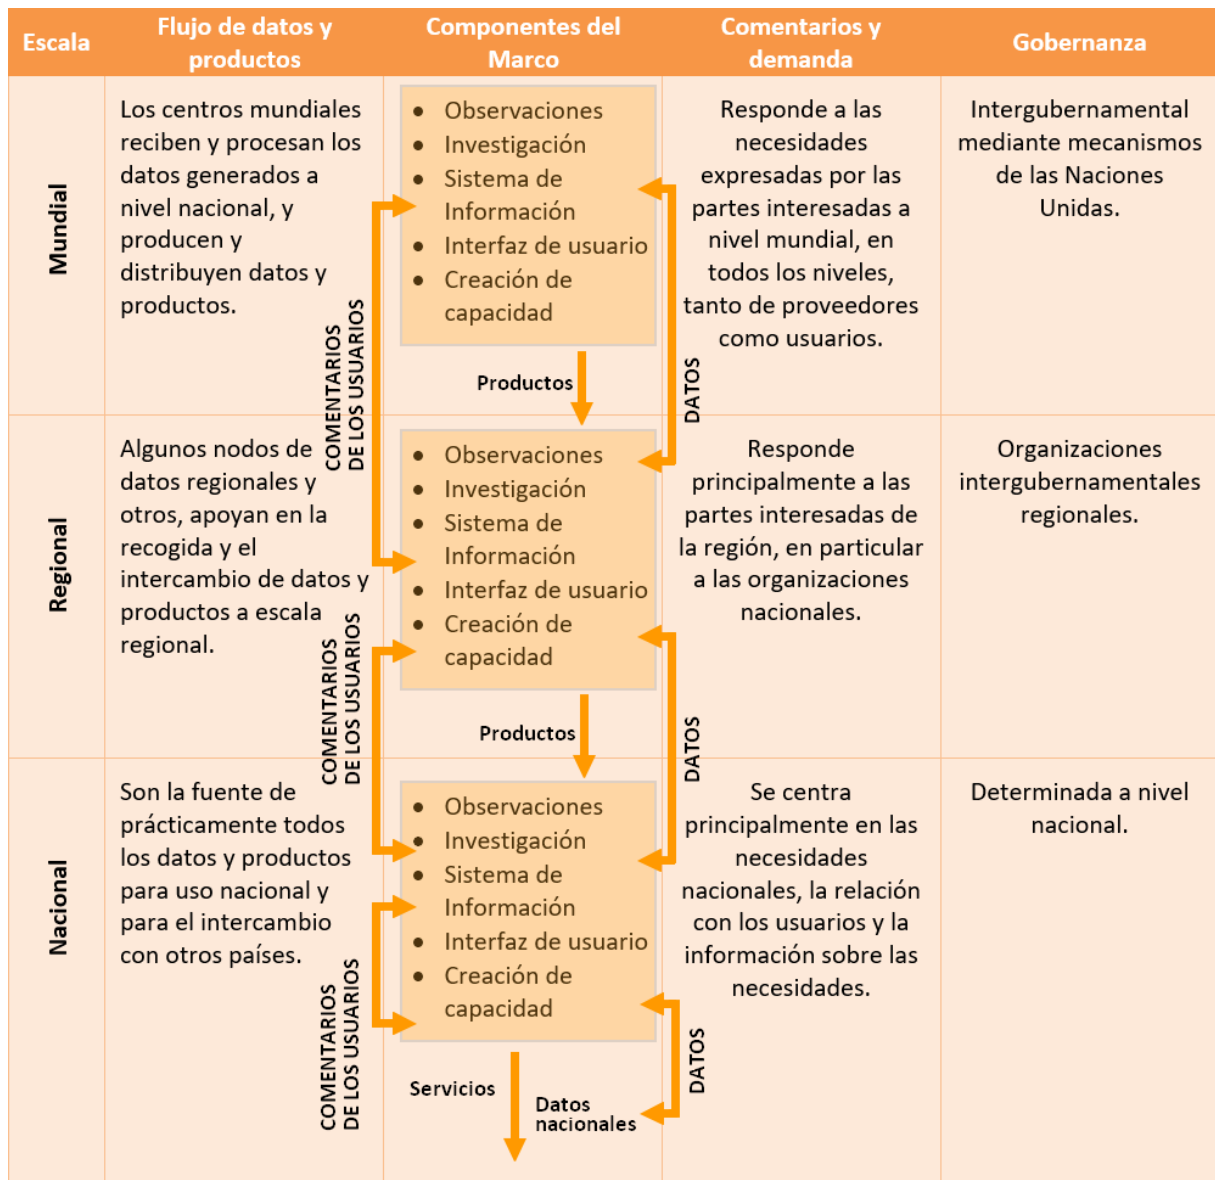 Escala
Flujo de datos y
productos
Componentes del
Marco
Comentarios y
demanda
Gobernanza
Mundial
Los centros mundiales
reciben y procesan los
datos generados a
nivel nacional, y
producen y
distribuyen datos y
productos.
• Observaciones
• Investigación
• Sistema de
Información
• Interfaz de usuario
• Creación de
capacidad
Responde a las
necesidades
expresadas por las
partes interesadas a
nivel mundial, en
todos los niveles,
tanto de proveedores
como usuarios.
Intergubernamental
mediante mecanismos
de las Naciones
Unidas.
COMENTARIOS
DE LOS USUARIOS
Productos
DATOS
Regional
Algunos nodos de
datos regionales y
otros, apoyan en la
recogida y el
intercambio de datos y
productos a escala
regional.
• Observaciones
• Investigación
• Sistema de
Información
• Interfaz de usuario
• Creación de
capacidad
Responde
principalmente a las
partes interesadas de
la región, en particular
a las organizaciones
nacionales.
Organizaciones
intergubernamentales
regionales.
COMENTARIOS
DE LOS USUARIOS
Productos
DATOS
Nacional
Son la fuente de
prácticamente todos
los datos y productos
para uso nacional y
para el intercambio
con otros países.
• Observaciones
• Investigación
• Sistema de
Información
• Interfaz de usuario
• Creación de
capacidad
Se centra
principalmente en las
necesidades
nacionales, la relación
con los usuarios y la
información sobre las
necesidades.
Determinada a nivel
nacional.
COMENTARIOS
DE LOS USUARIOS
Servicios
Datos
nacionales
DATOS